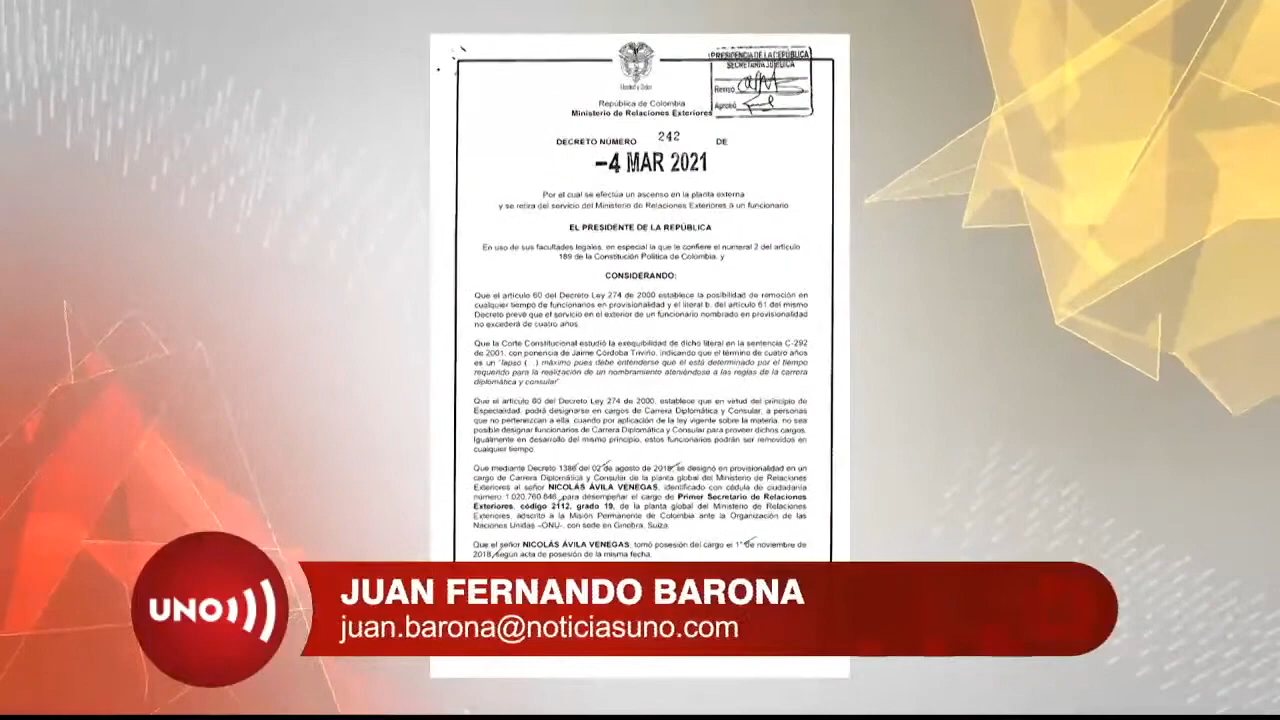 PRESIDENCIA DE LA REPÚBLICA
SECRETARÍA JURÍDICA
Revisó
Aprobó
República de Colombia
Ministerio de Relaciones Exteriores
DECRETO NÚMERO 242 DE
-4 MAR 2021
Por el cual se efectúa un ascenso en la planta externa
y se retira del servicio del Ministerio de Relaciones Exteriores a un funcionario
EL PRESIDENTE DE LA REPÚBLICA
En uso de sus facultades legales, en especial la que le confiere el numeral 2 del artículo
189 de la Constitución Política de Colombia, y
CONSIDERANDO:
Que el artículo 60 del Decreto Ley 274 de 2000 establece la posibilidad de remoción en
cualquier tiempo de funcionarios en provisionalidad y el literal b. del artículo 61 del mismo
Decreto prevé que el servicio en el exterior de un funcionario nombrado en provisionalidad
no excederá de cuatro años.
Que la Corte Constitucional estudió la exequibilidad de dicho literal en la sentencia C-292
de 2001, con ponencia de Jaime Córdoba Triviño, indicando que el término de cuatro años
es un "lapso ( ) máximo pues debe entenderse que él está determinado por el tiempo
requerido para la realización de un nombramiento ateniéndose a las reglas de la carrera
diplomática y consular"
Que el artículo 60 del Decreto Ley 274 de 2000, establece que en virtud del principio de
Especialidad, podrá designarse en cargos de Carrera Diplomática y Consular, a personas
que no pertenezcan a ella, cuando por aplicación de la ley vigente sobre la materia, no sea
posible designar funcionarios de Carrera Diplomática y Consular para proveer dichos cargos.
Igualmente en desarrollo del mismo principio, estos funcionarios podrán ser removidos en
cualquier tiempo.
Que mediante Decreto 1386 del 02 de agosto de 2018, se designó en provisionalidad en un
cargo de Carrera Diplomática y Consular de la planta global del Ministerio de Relaciones
Exteriores al señor NICOLÁS ÁVILA VENEGAS, identificado con cédula de ciudadanía
número 1.020.760.846, para desempeñar el cargo de Primer Secretario de Relaciones
Exteriores, código 2112, grado 19, de la planta global del Ministerio de Relaciones
Exteriores, adscrito a la Misión Permanente de Colombia ante la Organización de las
Naciones Unidas -ONU-, con sede en Ginebra, Suiza.
Que el señor NICOLÁS ÁVILA VENEGAS, tomó posesión del cargo el 1° de noviembre de
2018, según acta de posesión de la misma fecha.
UNO
JUAN FERNANDO BARONA
juan.barona@noticiasuno.com